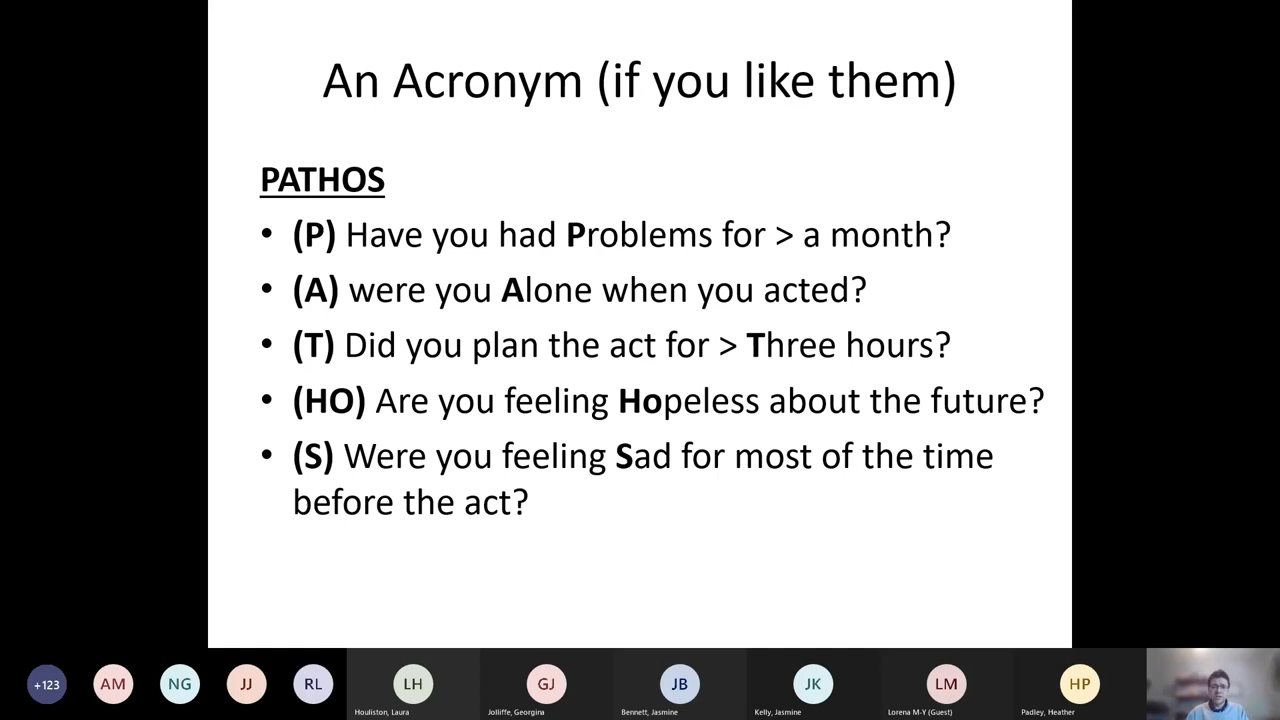 An Acronym (if you like them)
PATHOS
• (P) Have you had Problems for > a month?
• (A) were you Alone when you acted?
• (T) Did you plan the act for > Three hours?
• (HO) Are you feeling Hopeless about the future?
• (S) Were you feeling Sad for most of the time
before the act?
+123 AM NG JJ RL LH GJ JB JK LM HP
Houliston, Laura Jolliffe, Georgina Bennett, Jasmine Kelly, Jasmine Lorena M-Y (Guest) Padley, Heather